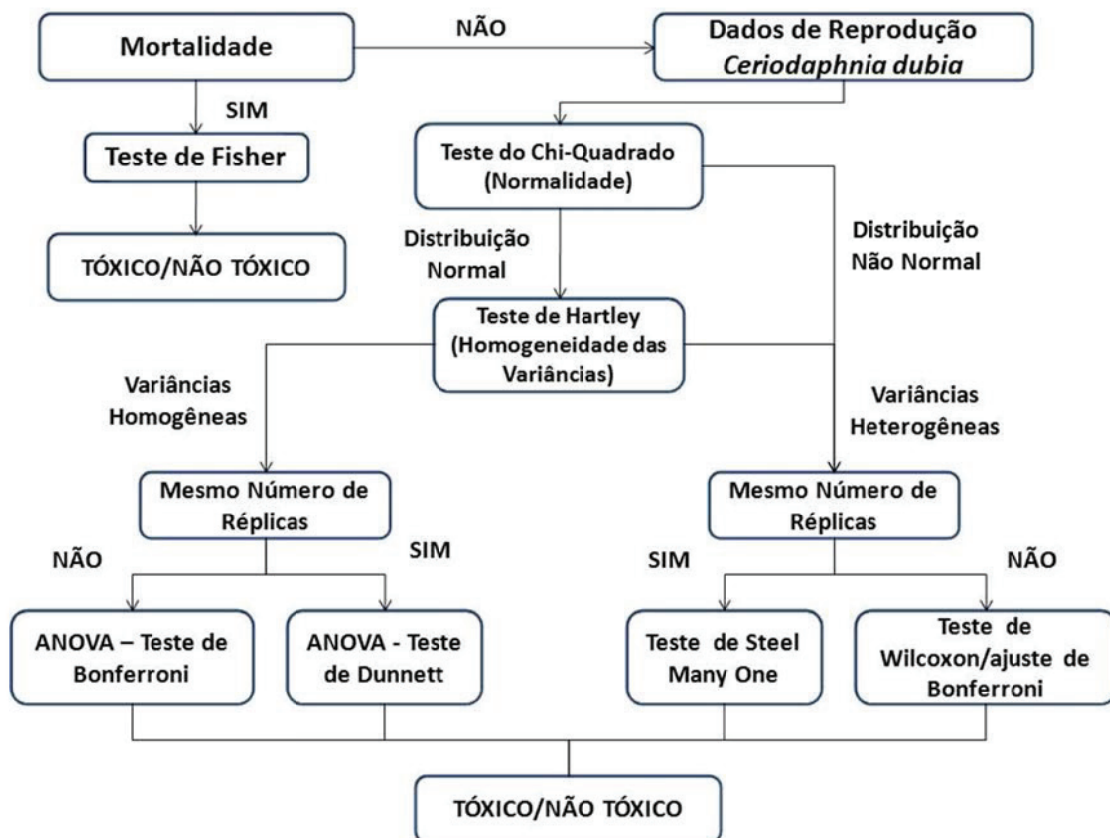 Mortalidade
NÃO
Dados de Reprodução
Ceriodaphnia dubia
SIM
Teste de Fisher
Teste do Chi-Quadrado
(Normalidade)
TÓXICO/NÃO TÓXICO
Distribuição
Normal
Distribuição
Não Normal
Teste de Hartley
(Homogeneidade das
Variâncias)
Variâncias
Homogêneas
Variâncias
Heterogêneas
Mesmo Número de
Réplicas
Mesmo Número de
Réplicas
NÃO
SIM
SIM
NÃO
ANOVA – Teste de
Bonferroni
ANOVA - Teste
de Dunnett
Teste de Steel
Many One
Teste de
Wilcoxon/ajuste de
Bonferroni
TÓXICO/NÃO TÓXICO